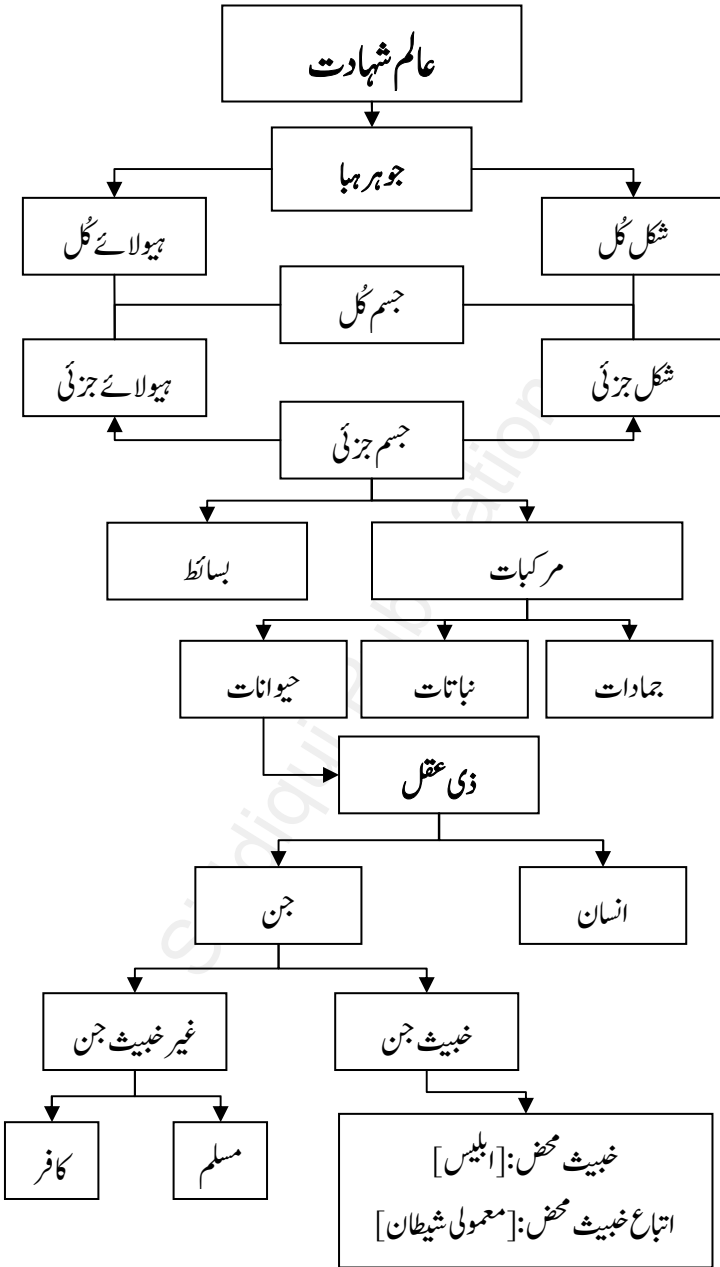 عالم شہادت
جوہر ہبا
شکل کُل
ہیولائے کُل
جسم کُل
شکل جزئی
ہیولائے جزئی
جسم جزئی
مرکبات
بسائط
جمادات
نباتات
حیوانات
ذی عقل
انسان
جن
خبیث جن
غیر خبیث جن
مسلم
کافر
خبیث محض:[ابلیس]
اتباع خبیث محض:[معمولی شیطان]